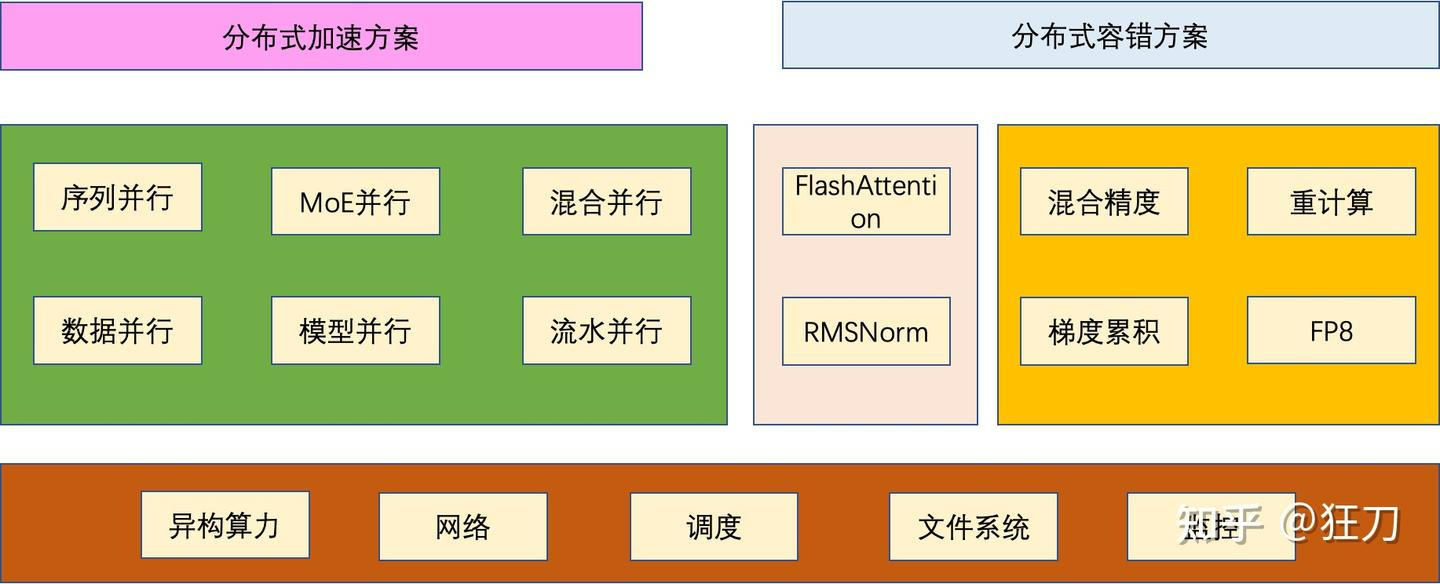 分布式加速方案
分布式容错方案
序列并行
MoE并行
混合并行
FlashAttenti
on
混合精度
重计算
数据并行
模型并行
流水并行
RMSNorm
梯度累积
FP8
异构算力
网络
调度
文件系统
监控
知乎 @狂刀